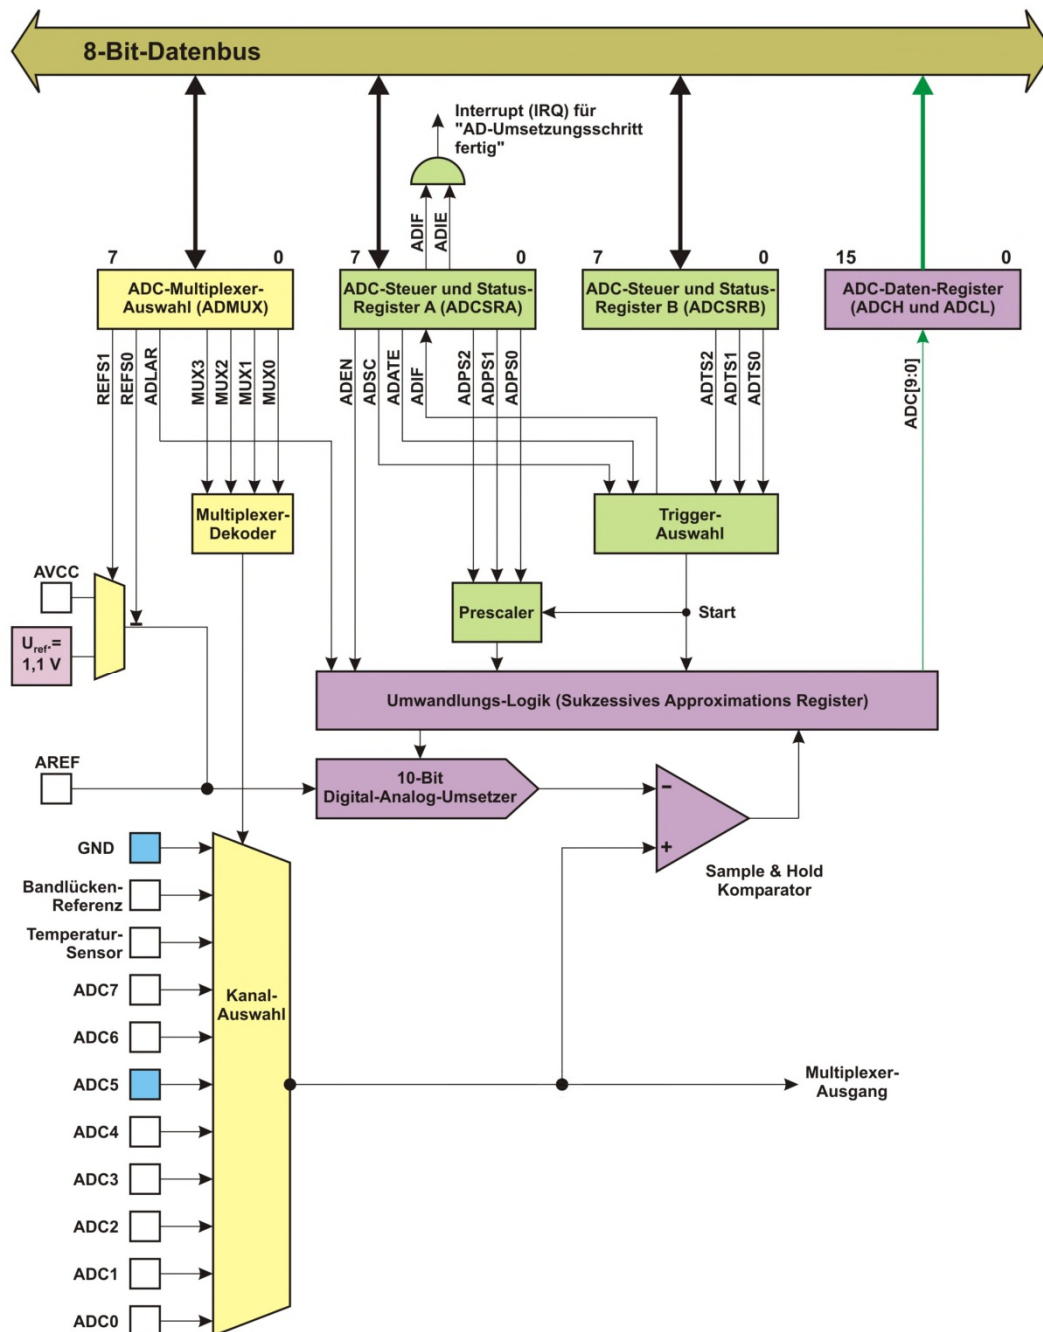 8-Bit-Datenbus
Interrupt (IRQ) für
"AD-Umsetzungsschritt
fertig"
ADIF
ADIE
7
0
7
0
7
0
15
0
ADC-Multiplexer-
Auswahl (ADMUX)
ADC-Steuer und Status-
Register A (ADCSRA)
ADC-Steuer und Status-
Register B (ADCSRB)
ADC-Daten-Register
(ADCH und ADCL)
REFS1
REFS0
ADLAR
MUX3
MUX2
MUX1
MUX0
ADEN
ADSC
ADATE
ADIF
ADPS2
ADPS1
ADPS0
ADTS2
ADTS1
ADTS0
ADC[9:0]
Multiplexer-
Dekoder
Trigger-
Auswahl
AVCC
Uref.=
1,1 V
Prescaler
Start
Umwandlungs-Logik (Sukzessives Approximations Register)
AREF
10-Bit
Digital-Analog-Umsetzer
−
+
Sample & Hold
Komparator
GND
Bandlücken-
Referenz
Temperatur-
Sensor
ADC7
ADC6
ADC5
ADC4
ADC3
ADC2
ADC1
ADC0
Kanal-
Auswahl
Multiplexer-
Ausgang